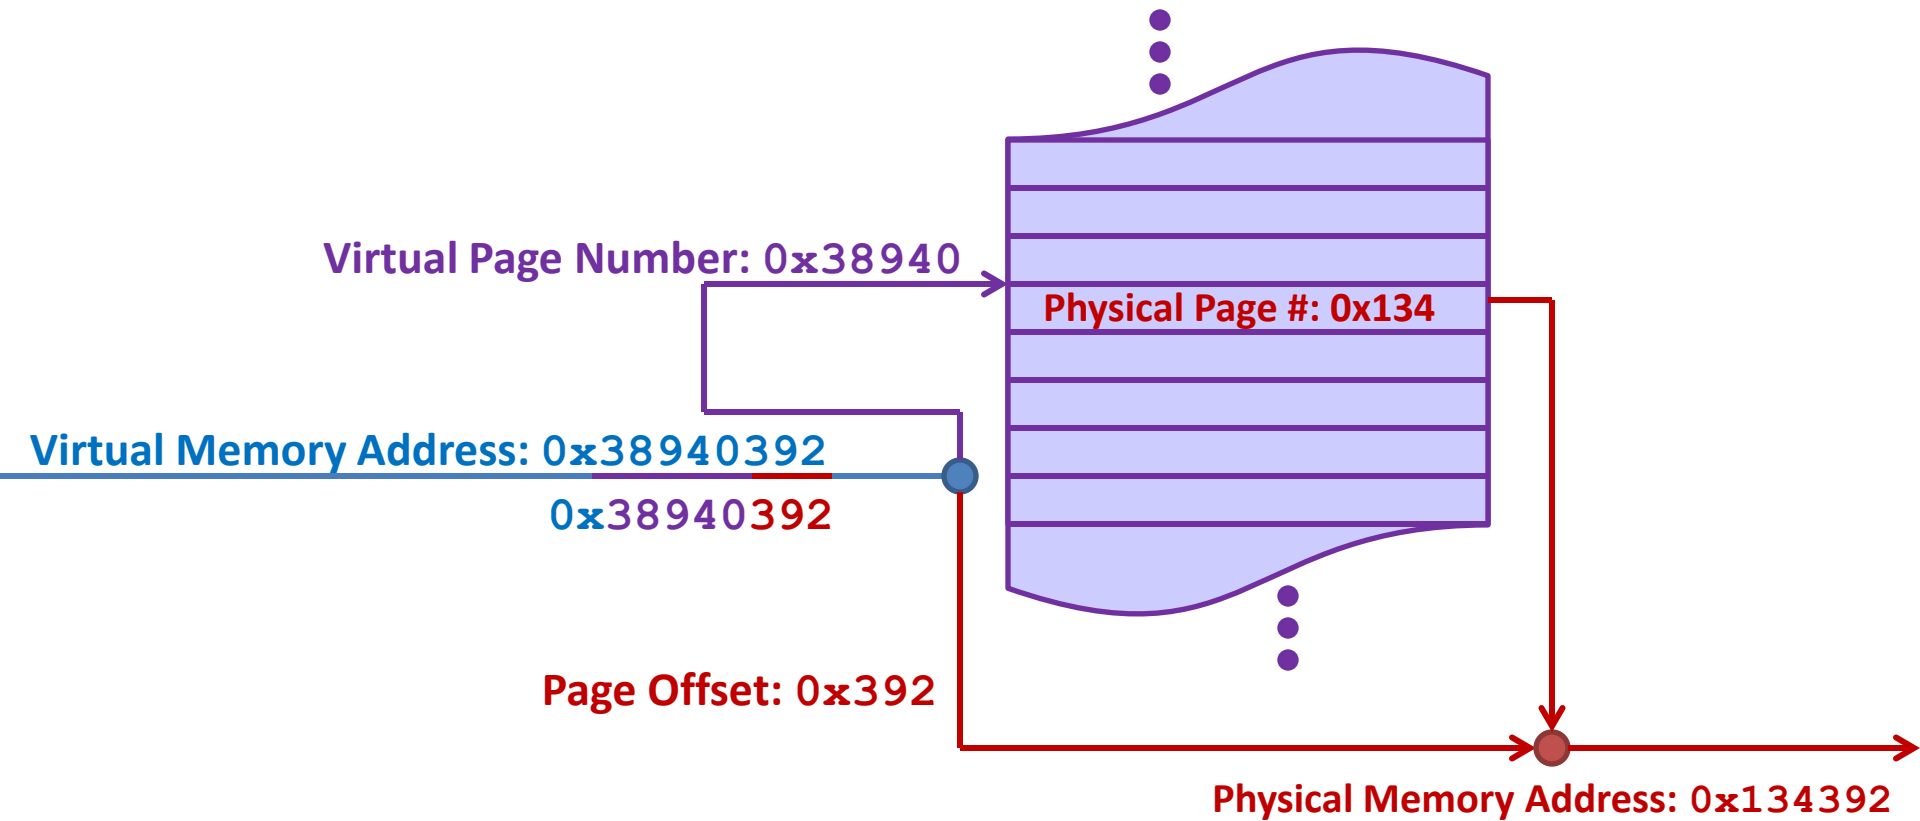 Virtual Page Number: 0x38940
Physical Page #: 0x134
Virtual Memory Address: 0x38940392
0x38940392
Page Offset: 0x392
Physical Memory Address: 0x134392